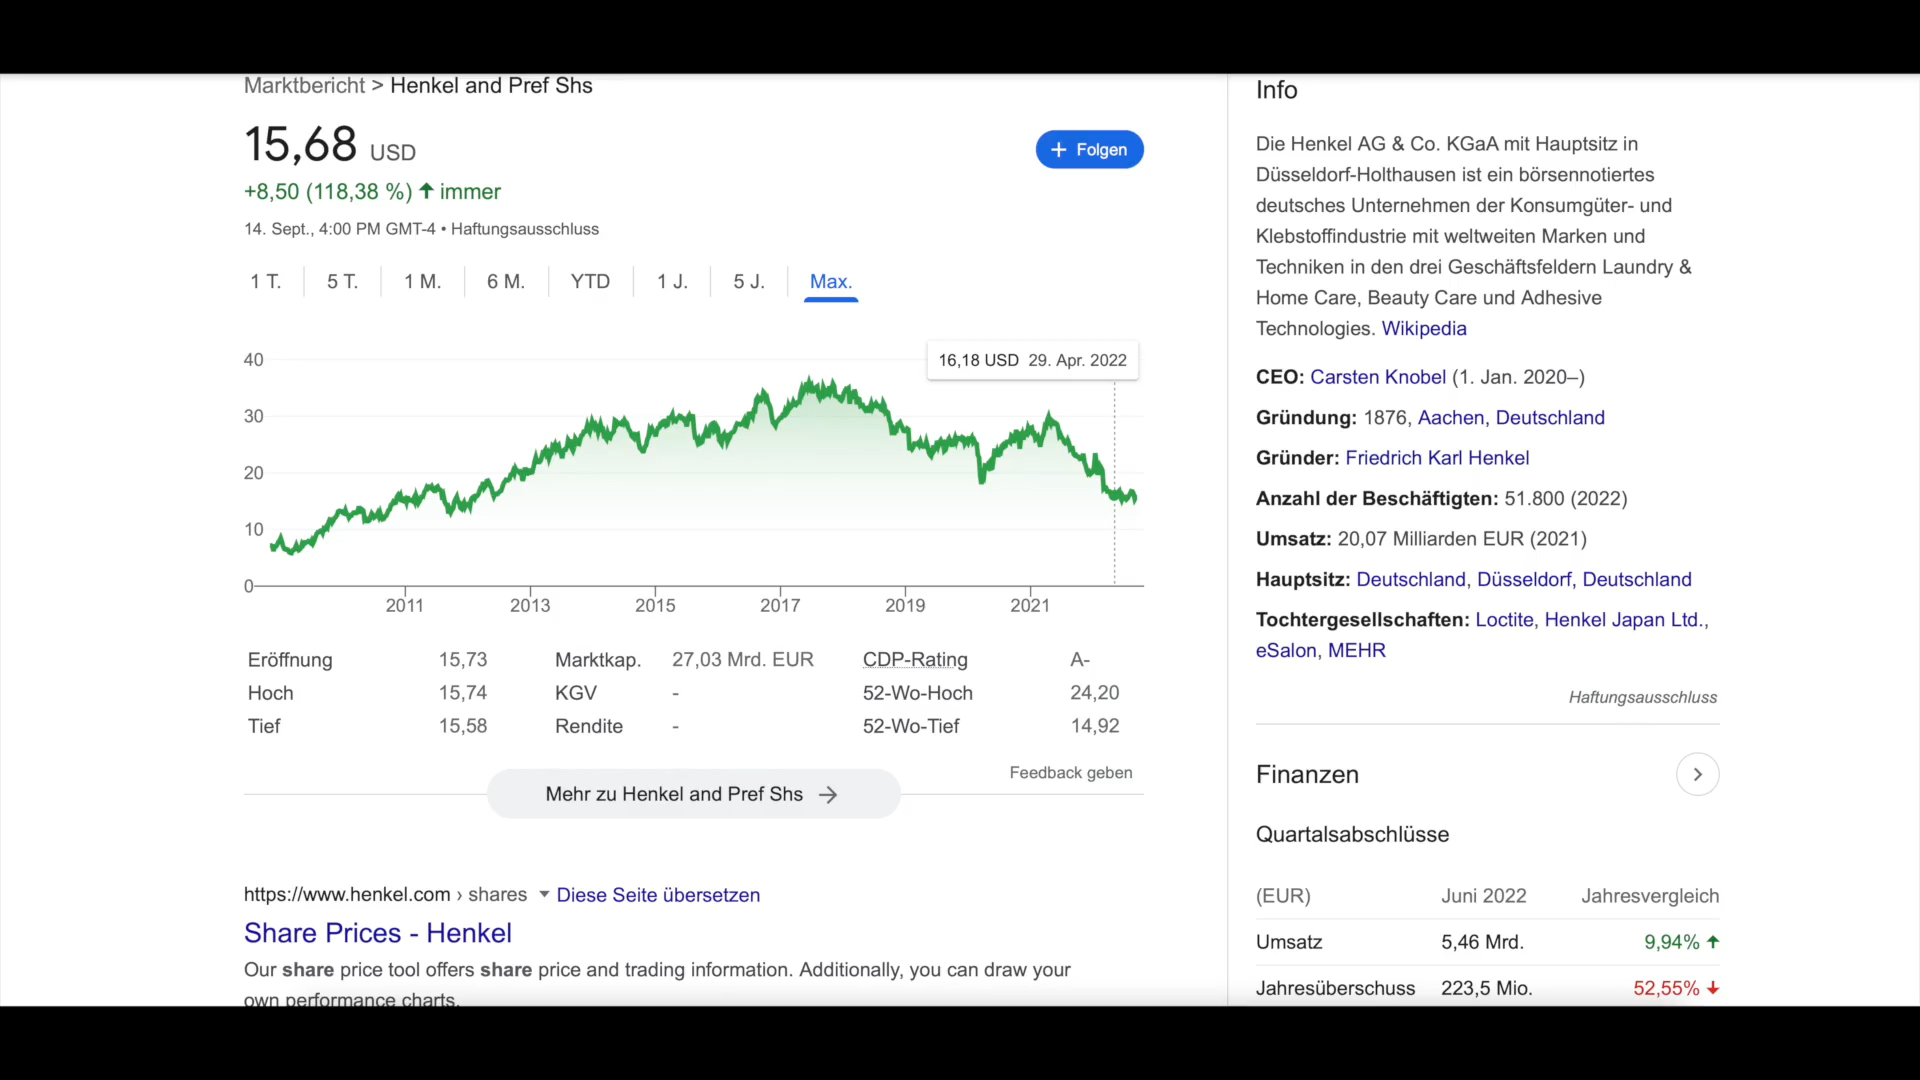 Marktbericht > Henkel and Pref Shs
15,68 USD
+ Folgen
+8,50 (118,38 %) ↑ immer
14. Sept., 4:00 PM GMT-4 • Haftungsausschluss
1 T. 5 T. 1 M. 6 M. YTD 1 J. 5 J. Max.
16,18 USD 29. Apr. 2022
40
30
20
10
0
2011 2013 2015 2017 2019 2021
Eröffnung 15,73 Marktkap. 27,03 Mrd. EUR CDP-Rating A-
Hoch 15,74 KGV - 52-Wo-Hoch 24,20
Tief 15,58 Rendite - 52-Wo-Tief 14,92
Feedback geben
Mehr zu Henkel and Pref Shs →
https://www.henkel.com › shares ▾ Diese Seite übersetzen
Share Prices - Henkel
Our share price tool offers share price and trading information. Additionally, you can draw your
own performance charts.
Info
Die Henkel AG & Co. KGaA mit Hauptsitz in
Düsseldorf-Holthausen ist ein börsennotiertes
deutsches Unternehmen der Konsumgüter- und
Klebstoffindustrie mit weltweiten Marken und
Techniken in den drei Geschäftsfeldern Laundry &
Home Care, Beauty Care und Adhesive
Technologies. Wikipedia
CEO: Carsten Knobel (1. Jan. 2020–)
Gründung: 1876, Aachen, Deutschland
Gründer: Friedrich Karl Henkel
Anzahl der Beschäftigten: 51.800 (2022)
Umsatz: 20,07 Milliarden EUR (2021)
Hauptsitz: Deutschland, Düsseldorf, Deutschland
Tochtergesellschaften: Loctite, Henkel Japan Ltd.,
eSalon, MEHR
Haftungsausschluss
Finanzen
Quartalsabschlüsse
(EUR) Juni 2022 Jahresvergleich
Umsatz 5,46 Mrd. 9,94% ↑
Jahresüberschuss 223,5 Mio. 52,55% ↓